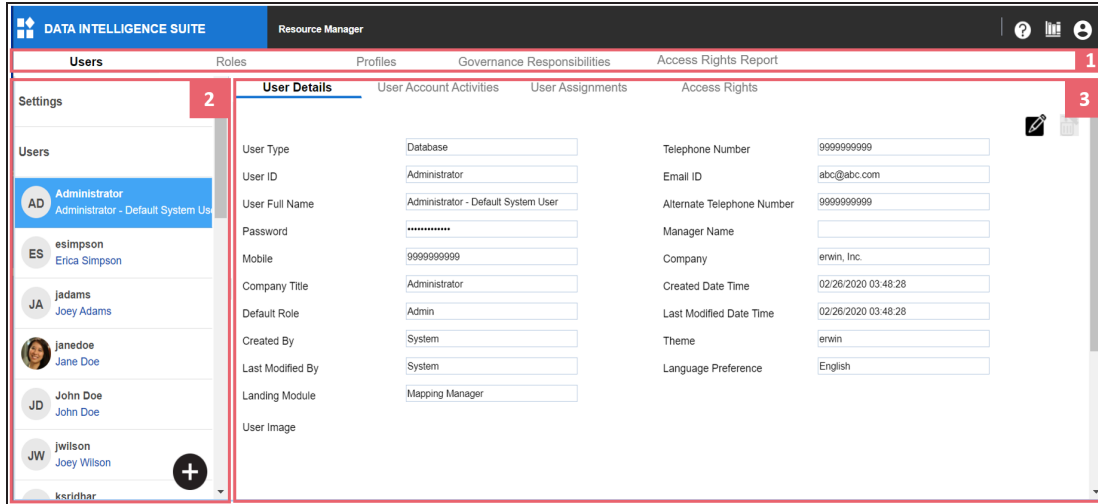 DATA INTELLIGENCE SUITE
Resource Manager
Users Roles Profiles Governance Responsibilities Access Rights Report
1
Settings
2
Users
AD
Administrator
Administrator - Default System Us
ES
esimpson
Erica Simpson
JA
jadams
Joey Adams
janedoe
Jane Doe
JD
John Doe
John Doe
JW
jwilson
Joey Wilson
ksridhar
User Details User Account Activities User Assignments Access Rights
3
User Type Database
User ID Administrator
User Full Name Administrator - Default System User
Password •••••••••••••
Mobile 9999999999
Company Title Administrator
Default Role Admin
Created By System
Last Modified By System
Landing Module Mapping Manager
User Image
Telephone Number 9999999999
Email ID abc@abc.com
Alternate Telephone Number 9999999999
Manager Name
Company erwin, Inc.
Created Date Time 02/26/2020 03:48:28
Last Modified Date Time 02/26/2020 03:48:28
Theme erwin
Language Preference English